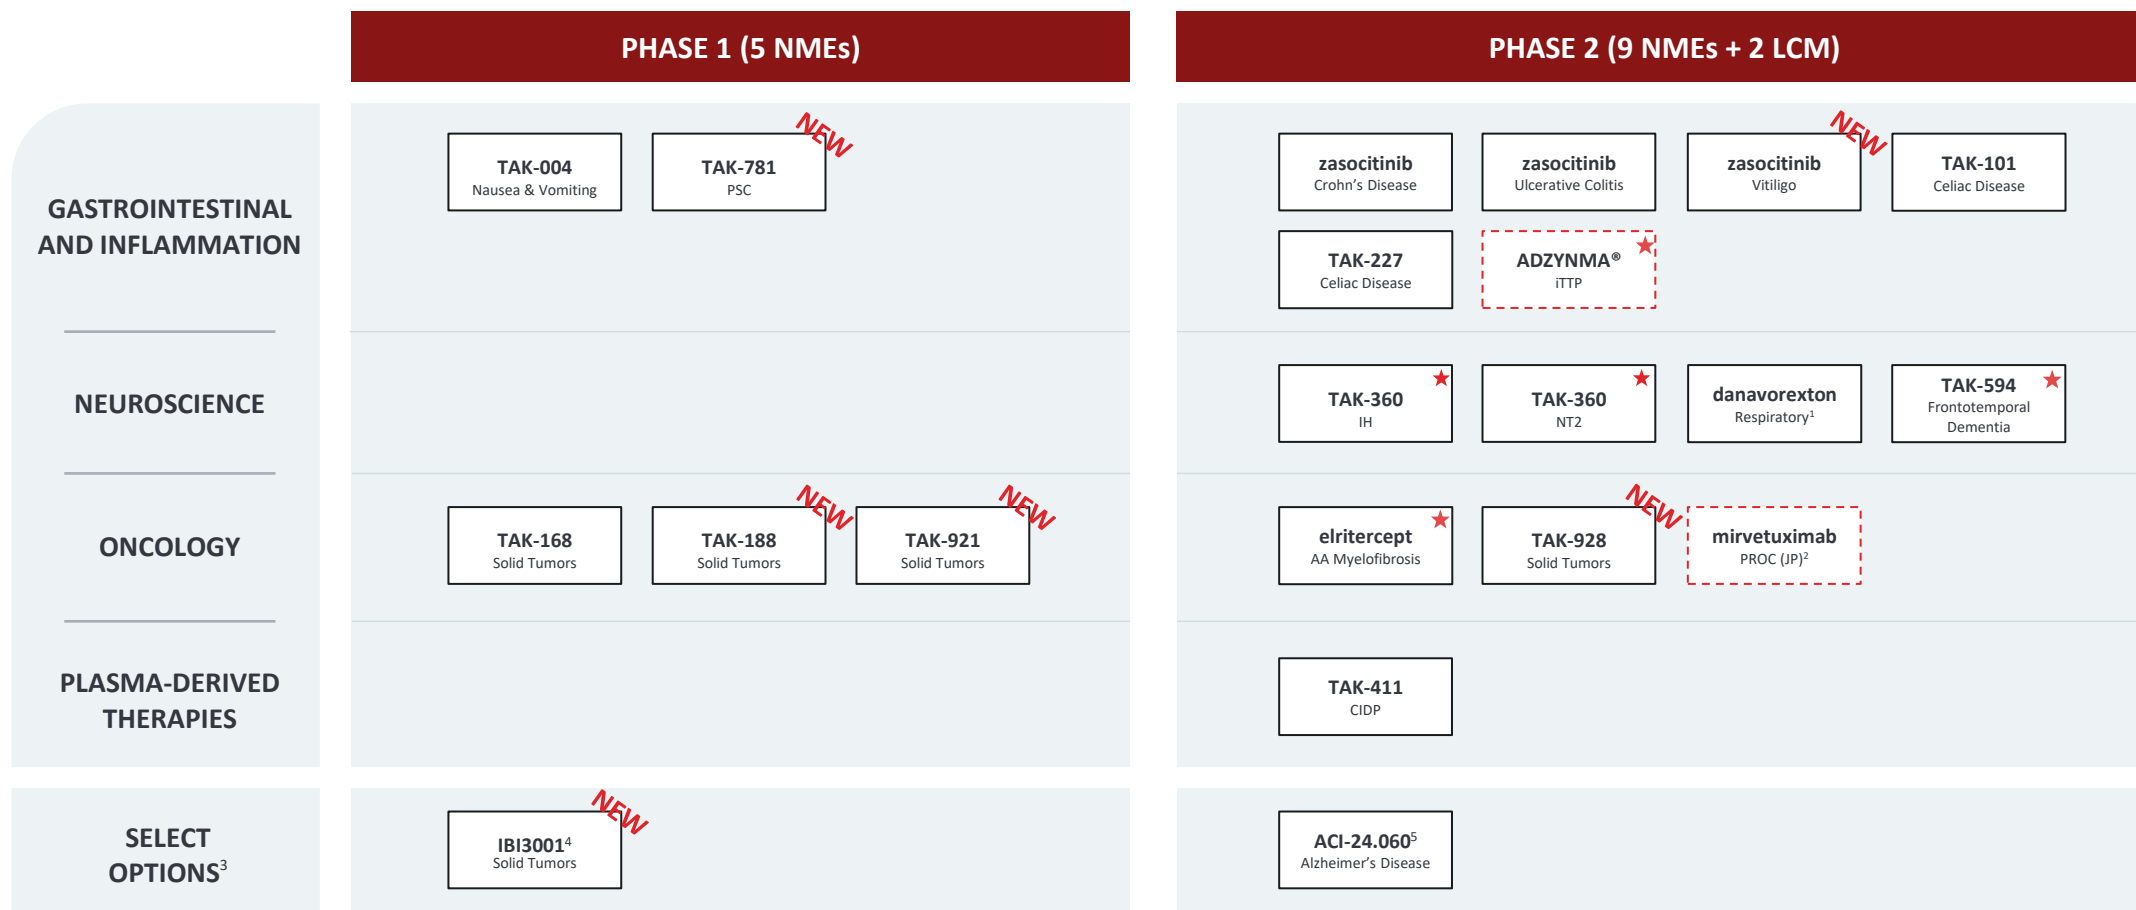 PHASE 1 (5 NMEs)
PHASE 2 (9 NMEs + 2 LCM)
GASTROINTESTINAL
AND INFLAMMATION
TAK-004
Nausea & Vomiting
NEW
TAK-781
PSC
zasocitinib
Crohn's Disease
zasocitinib
Ulcerative Colitis
NEW
zasocitinib
Vitiligo
TAK-101
Celiac Disease
TAK-227
Celiac Disease
ADZYNMA®
iTTP
NEUROSCIENCE
TAK-360
IH
TAK-360
NT2
danavorexton
Respiratory¹
TAK-594
Frontotemporal
Dementia
ONCOLOGY
TAK-168
Solid Tumors
NEW
TAK-188
Solid Tumors
NEW
TAK-921
Solid Tumors
elritercept
AA Myelofibrosis
NEW
TAK-928
Solid Tumors
mirvetuximab
PROC (JP)²
PLASMA-DERIVED
THERAPIES
TAK-411
CIDP
SELECT
OPTIONS³
NEW
IBI3001⁴
Solid Tumors
ACI-24.060⁵
Alzheimer's Disease